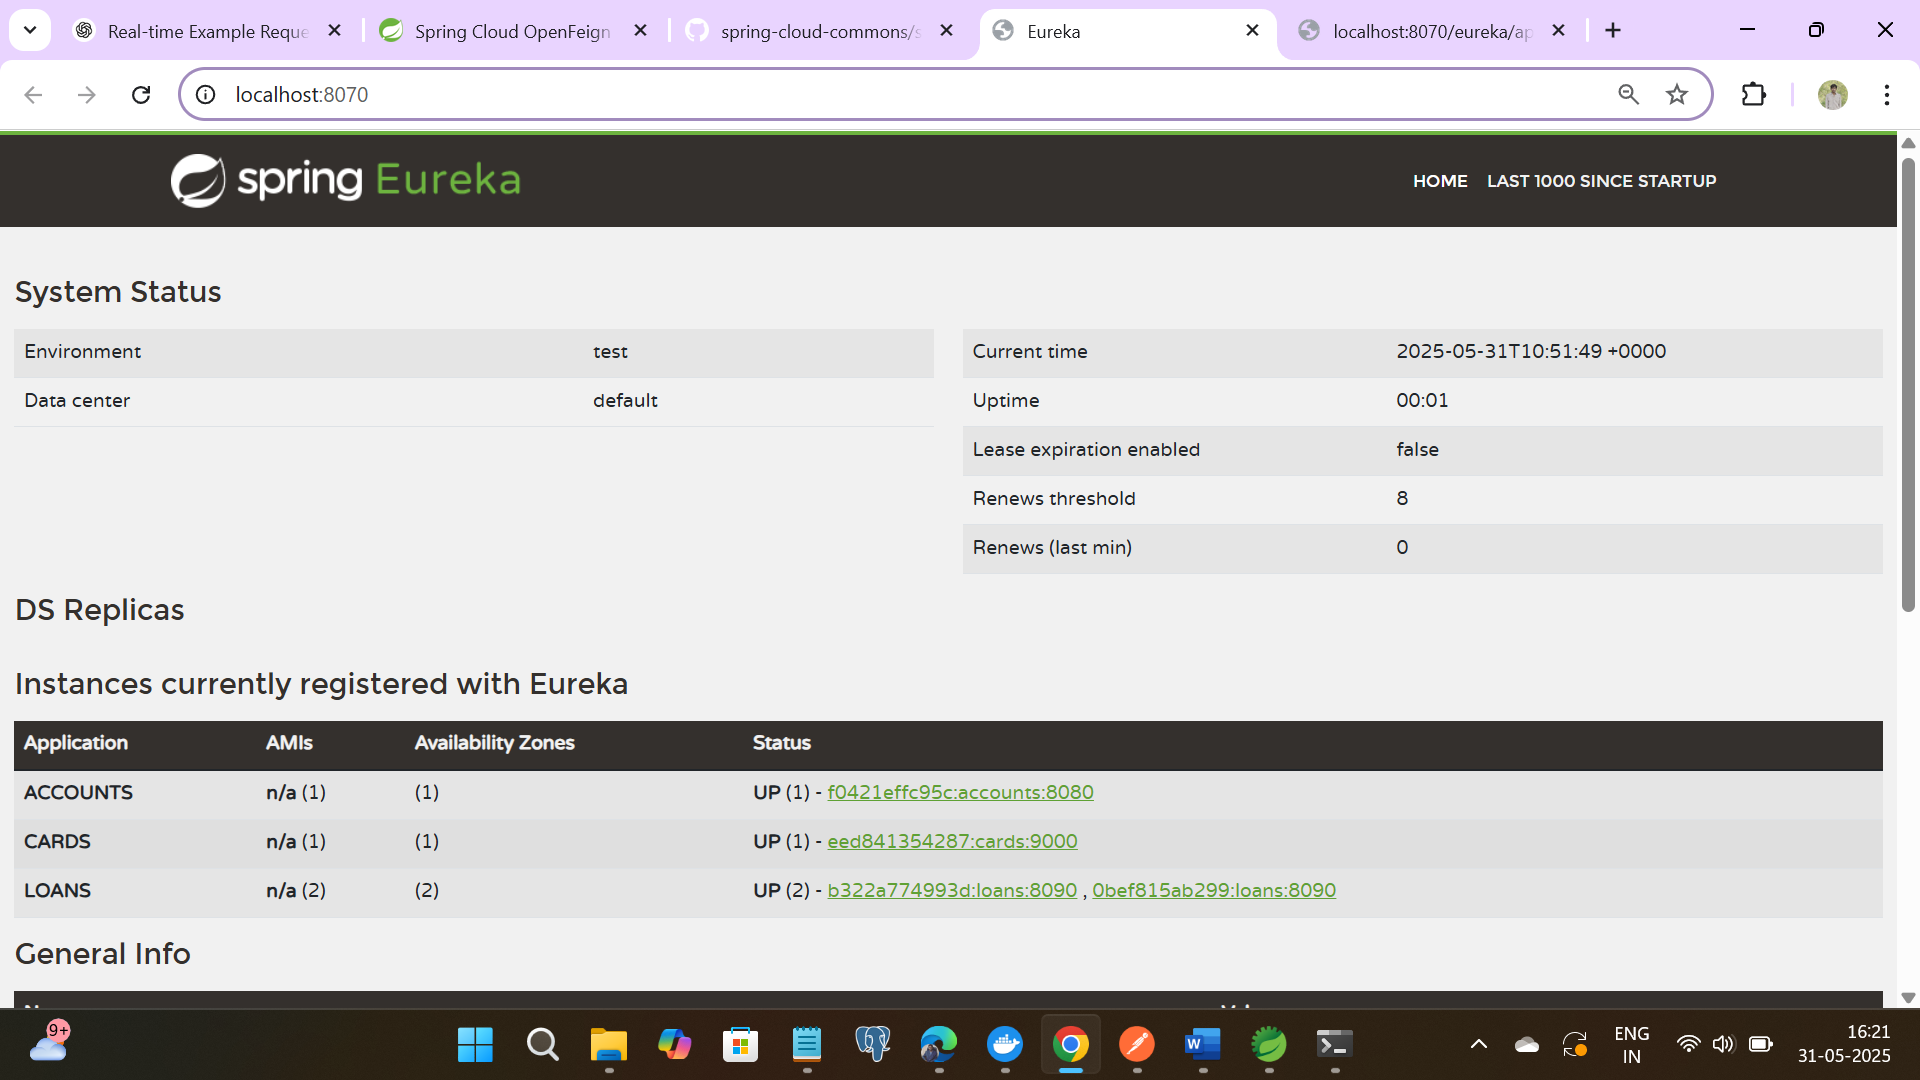 Real-time Example Reque
Spring Cloud OpenFeign
spring-cloud-commons/s
Eureka
localhost:8070/eureka/ap
localhost:8070
spring Eureka
HOME LAST 1000 SINCE STARTUP
System Status
Environment test
Data center default
Current time 2025-05-31T10:51:49 +0000
Uptime 00:01
Lease expiration enabled false
Renews threshold 8
Renews (last min) 0
DS Replicas
Instances currently registered with Eureka
Application AMIs Availability Zones Status
ACCOUNTS n/a (1) (1) UP (1) - f0421effc95c:accounts:8080
CARDS n/a (1) (1) UP (1) - eed841354287:cards:9000
LOANS n/a (2) (2) UP (2) - b322a774993d:loans:8090 , 0bef815ab299:loans:8090
General Info
9+
W
ENG
IN
16:21
31-05-2025